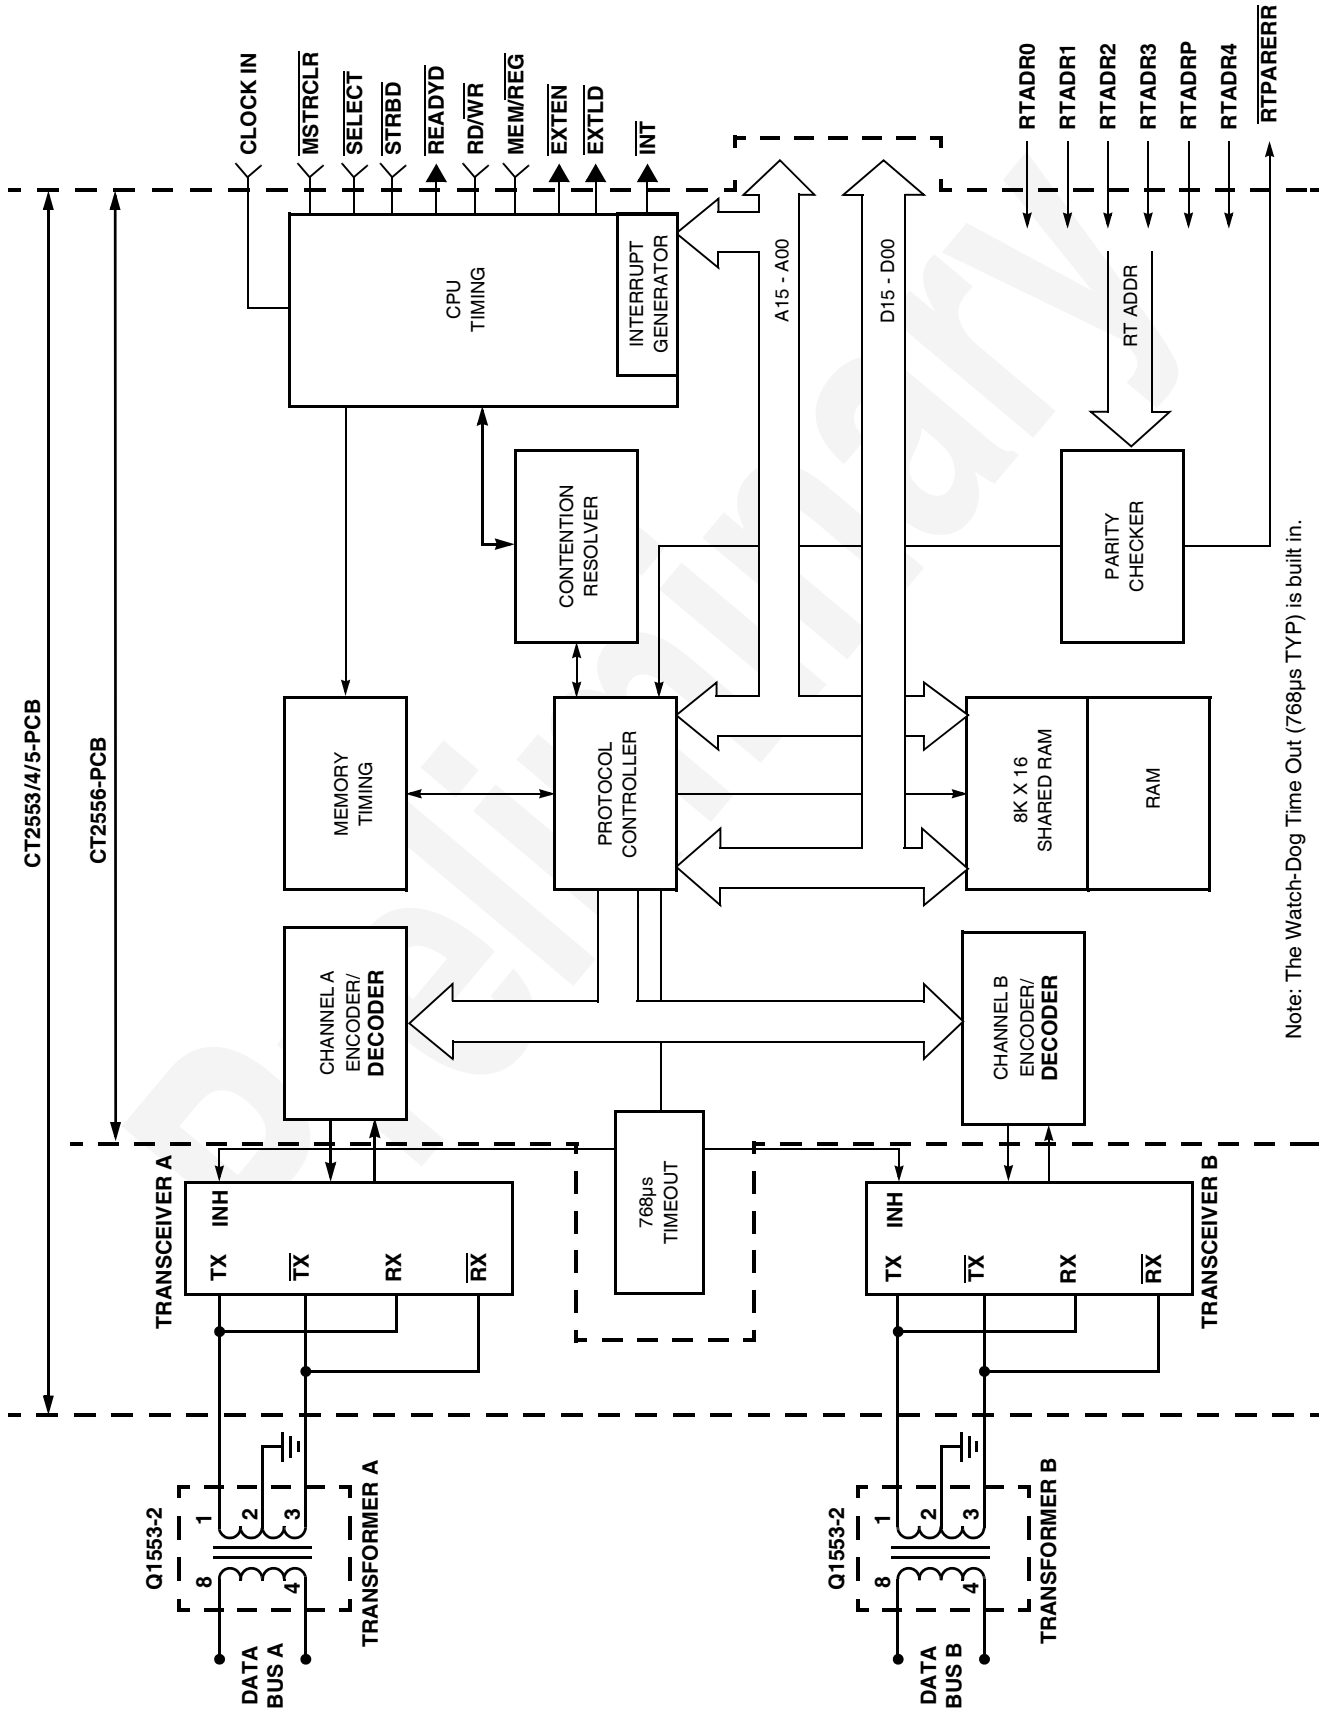 CT2553/4/5-PCB
CT2556-PCB
Q1553-2
8
1
2
4
3
DATA
BUS A
TRANSFORMER A
TRANSCEIVER A
INH
TX
TX
RX
RX
CHANNEL A
ENCODER/
DECODER
MEMORY
TIMING
CPU
TIMING
INTERRUPT
GENERATOR
CLOCK IN
MSTRCLR
SELECT
STRBD
READYD
RD/WR
MEM/REG
EXTEN
EXTLD
INT
CONTENTION
RESOLVER
PROTOCOL
CONTROLLER
768µs
TIMEOUT
A15 - A00
D15 - D00
Q1553-2
8
1
2
4
3
DATA
BUS B
TRANSFORMER B
INH
TX
TX
RX
RX
TRANSCEIVER B
CHANNEL B
ENCODER/
DECODER
8K X 16
SHARED RAM
RAM
PARITY
CHECKER
RT ADDR
RTADR0
RTADR1
RTADR2
RTADR3
RTADRP
RTADR4
RTPARERR
Note: The Watch-Dog Time Out (768µs TYP) is built in.
Preliminary